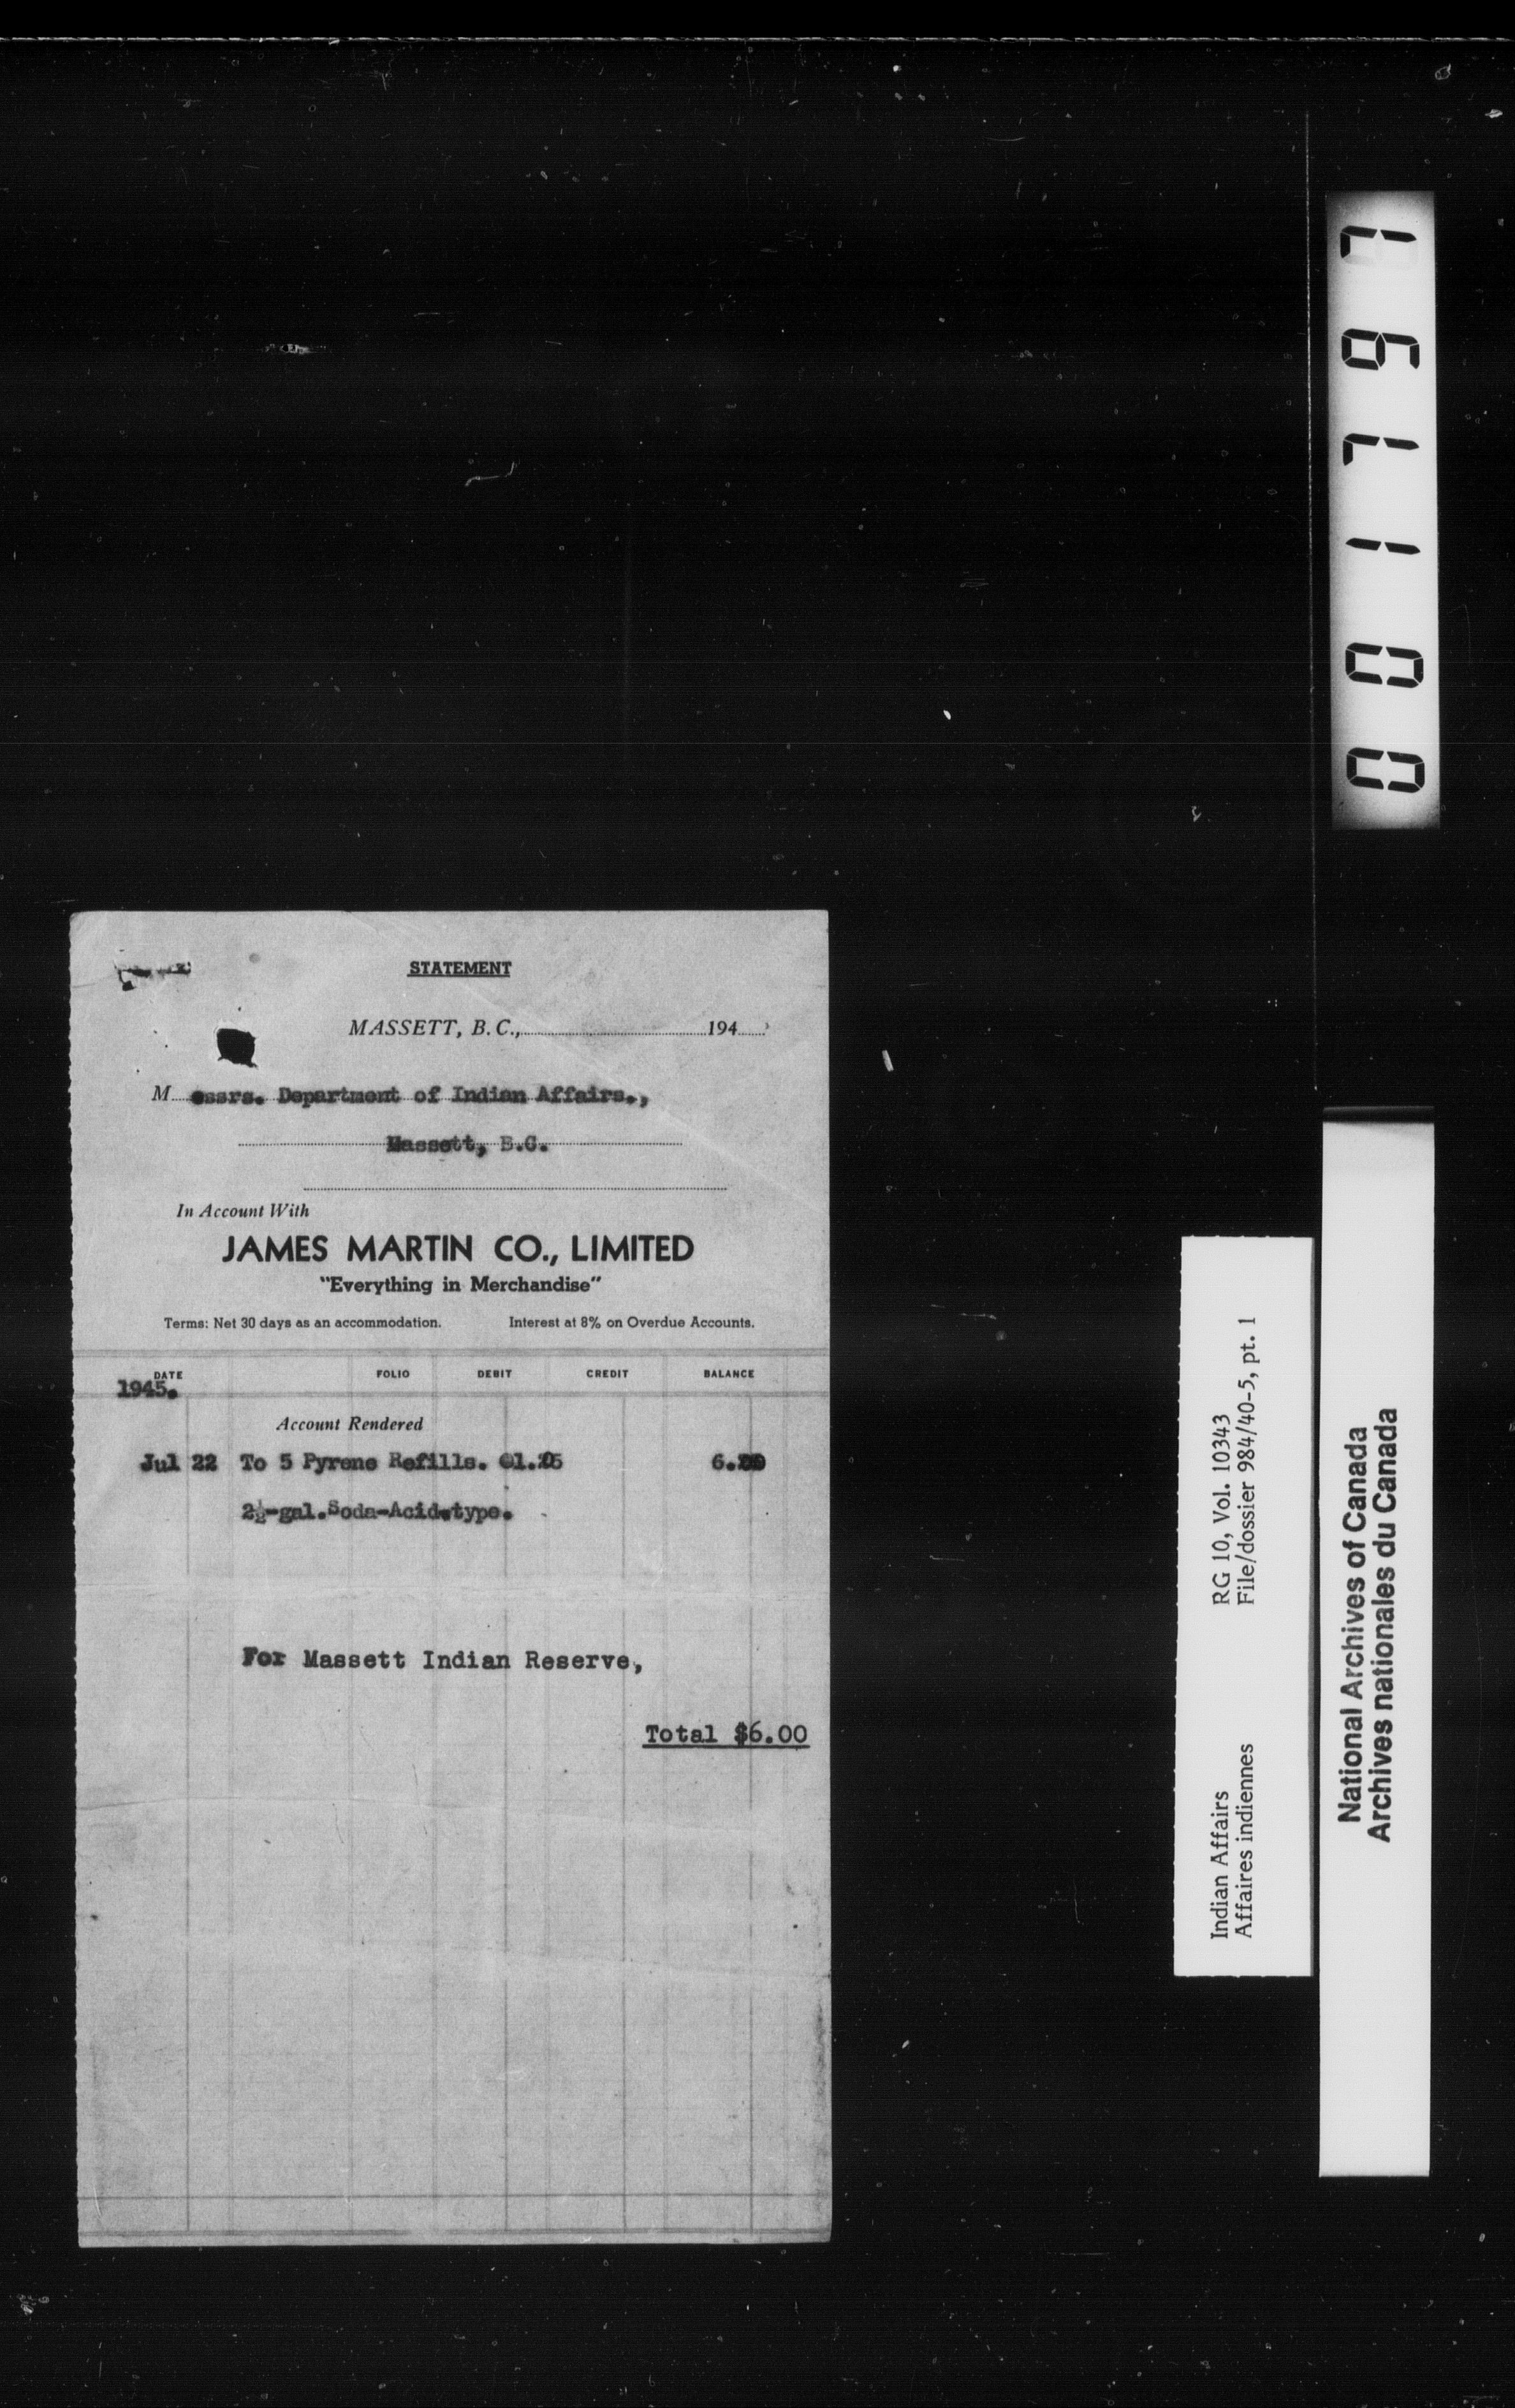 STATEMENT
MASSETT, B. C., 194
Messrs. Department of Indian Affairs.,
Massett, B.C.
In Account With
JAMES MARTIN CO., LIMITED
"Everything in Merchandise"
Terms: Net 30 days as an accommodation. Interest at 8% on Overdue Accounts.
DATE FOLIO DEBIT CREDIT BALANCE
1945.
Account Rendered
Jul 22 To 5 Pyrene Refills.
2½-gal. Soda-Acid-type.
For Massett Indian Reserve,
Total $6.00
001797
RG 10, Vol. 10343
File/dossier 984/40-5, pt. 1
Indian Affairs
Affaires indiennes
National Archives of Canada
Archives nationales du Canada